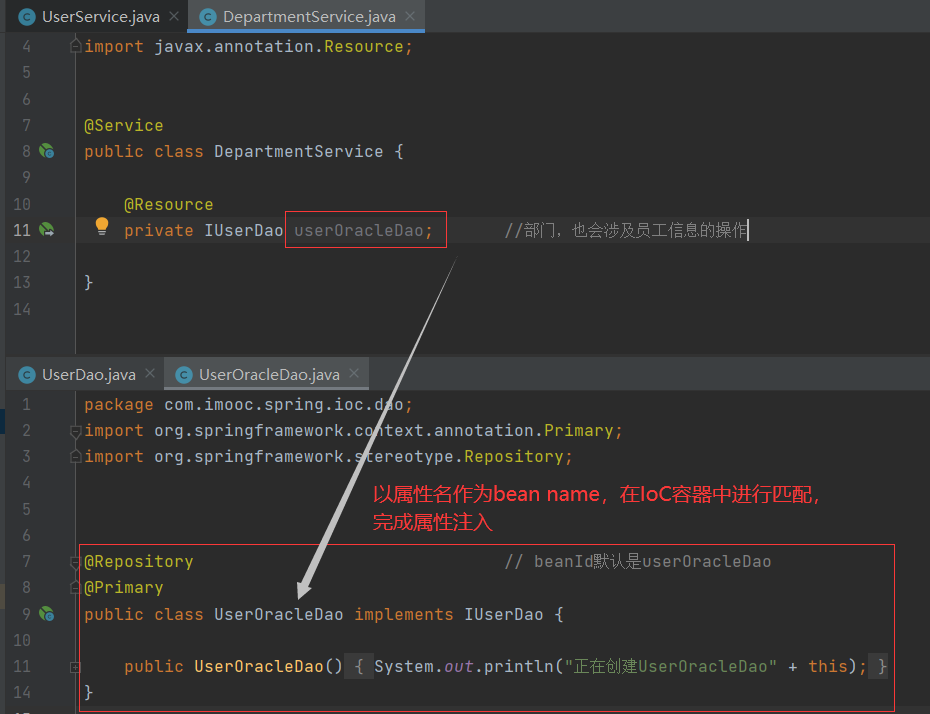 UserService.java × DepartmentService.java ×
4 import javax.annotation.Resource;
5
6
7 @Service
8 public class DepartmentService {
9
10 @Resource
11 private IUserDao userOracleDao; //部门，也会涉及员工信息的操作
12
13 }
14
UserDao.java × UserOracleDao.java ×
1 package com.imooc.spring.ioc.dao;
2 import org.springframework.context.annotation.Primary;
3 import org.springframework.stereotype.Repository;
4
5
以属性名作为bean name，在IoC容器中进行匹配，
完成属性注入
6
7 @Repository // beanId默认是userOracleDao
8 @Primary
9 public class UserOracleDao implements IUserDao {
10
11 public UserOracleDao() { System.out.println("正在创建UserOracleDao" + this); }
14 }